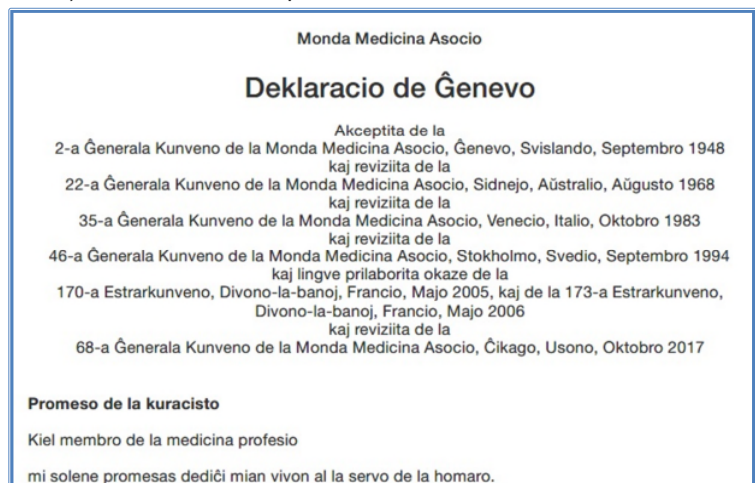 Monda Medicina Asocio
Deklaracio de Ĝenevo
Akceptita de la
2-a Ĝenerala Kunveno de la Monda Medicina Asocio, Ĝenevo, Svislando, Septembro 1948
kaj reviziita de la
22-a Ĝenerala Kunveno de la Monda Medicina Asocio, Sidnejo, Aŭstralio, Aŭgusto 1968
kaj reviziita de la
35-a Ĝenerala Kunveno de la Monda Medicina Asocio, Venecio, Italio, Oktobro 1983
kaj reviziita de la
46-a Ĝenerala Kunveno de la Monda Medicina Asocio, Stokholmo, Svedio, Septembro 1994
kaj lingve prilaborita okaze de la
170-a Estrarkunveno, Divono-la-banoj, Francio, Majo 2005, kaj de la 173-a Estrarkunveno,
Divono-la-banoj, Francio, Majo 2006
kaj reviziita de la
68-a Ĝenerala Kunveno de la Monda Medicina Asocio, Ĉikago, Usono, Oktobro 2017
Promeso de la kuracisto
Kiel membro de la medicina profesio
mi solene promesas dediĉi mian vivon al la servo de la homaro.